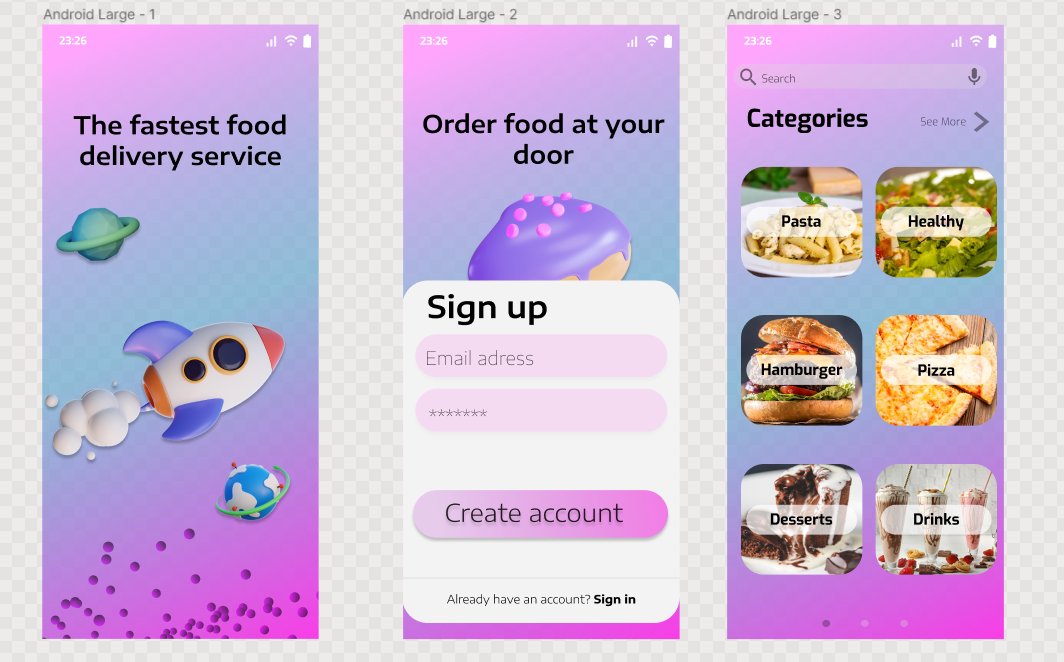 Android Large - 1
23:26
The fastest food
delivery service
Android Large - 2
23:26
Order food at your
door
Sign up
Email adress
*******
Create account
Already have an account? Sign in
Android Large - 3
23:26
Search
Categories
See More
Pasta
Healthy
Hamburger
Pizza
Desserts
Drinks